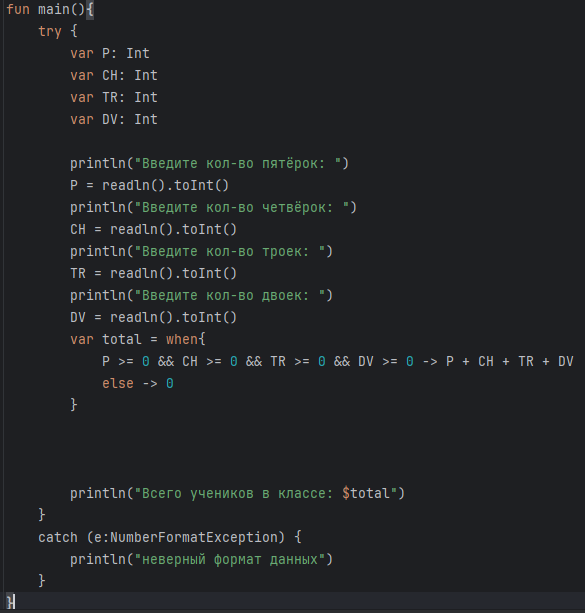 fun main(){
    try {
        var P: Int
        var CH: Int
        var TR: Int
        var DV: Int

        println("Введите кол-во пятёрок: ")
        P = readln().toInt()
        println("Введите кол-во четвёрок: ")
        CH = readln().toInt()
        println("Введите кол-во троек: ")
        TR = readln().toInt()
        println("Введите кол-во двоек: ")
        DV = readln().toInt()
        var total = when{
            P >= 0 && CH >= 0 && TR >= 0 && DV >= 0 -> P + CH + TR + DV
            else -> 0
        }

        println("Всего учеников в классе: $total")
    }
    catch (e:NumberFormatException) {
        println("неверный формат данных")
    }
}